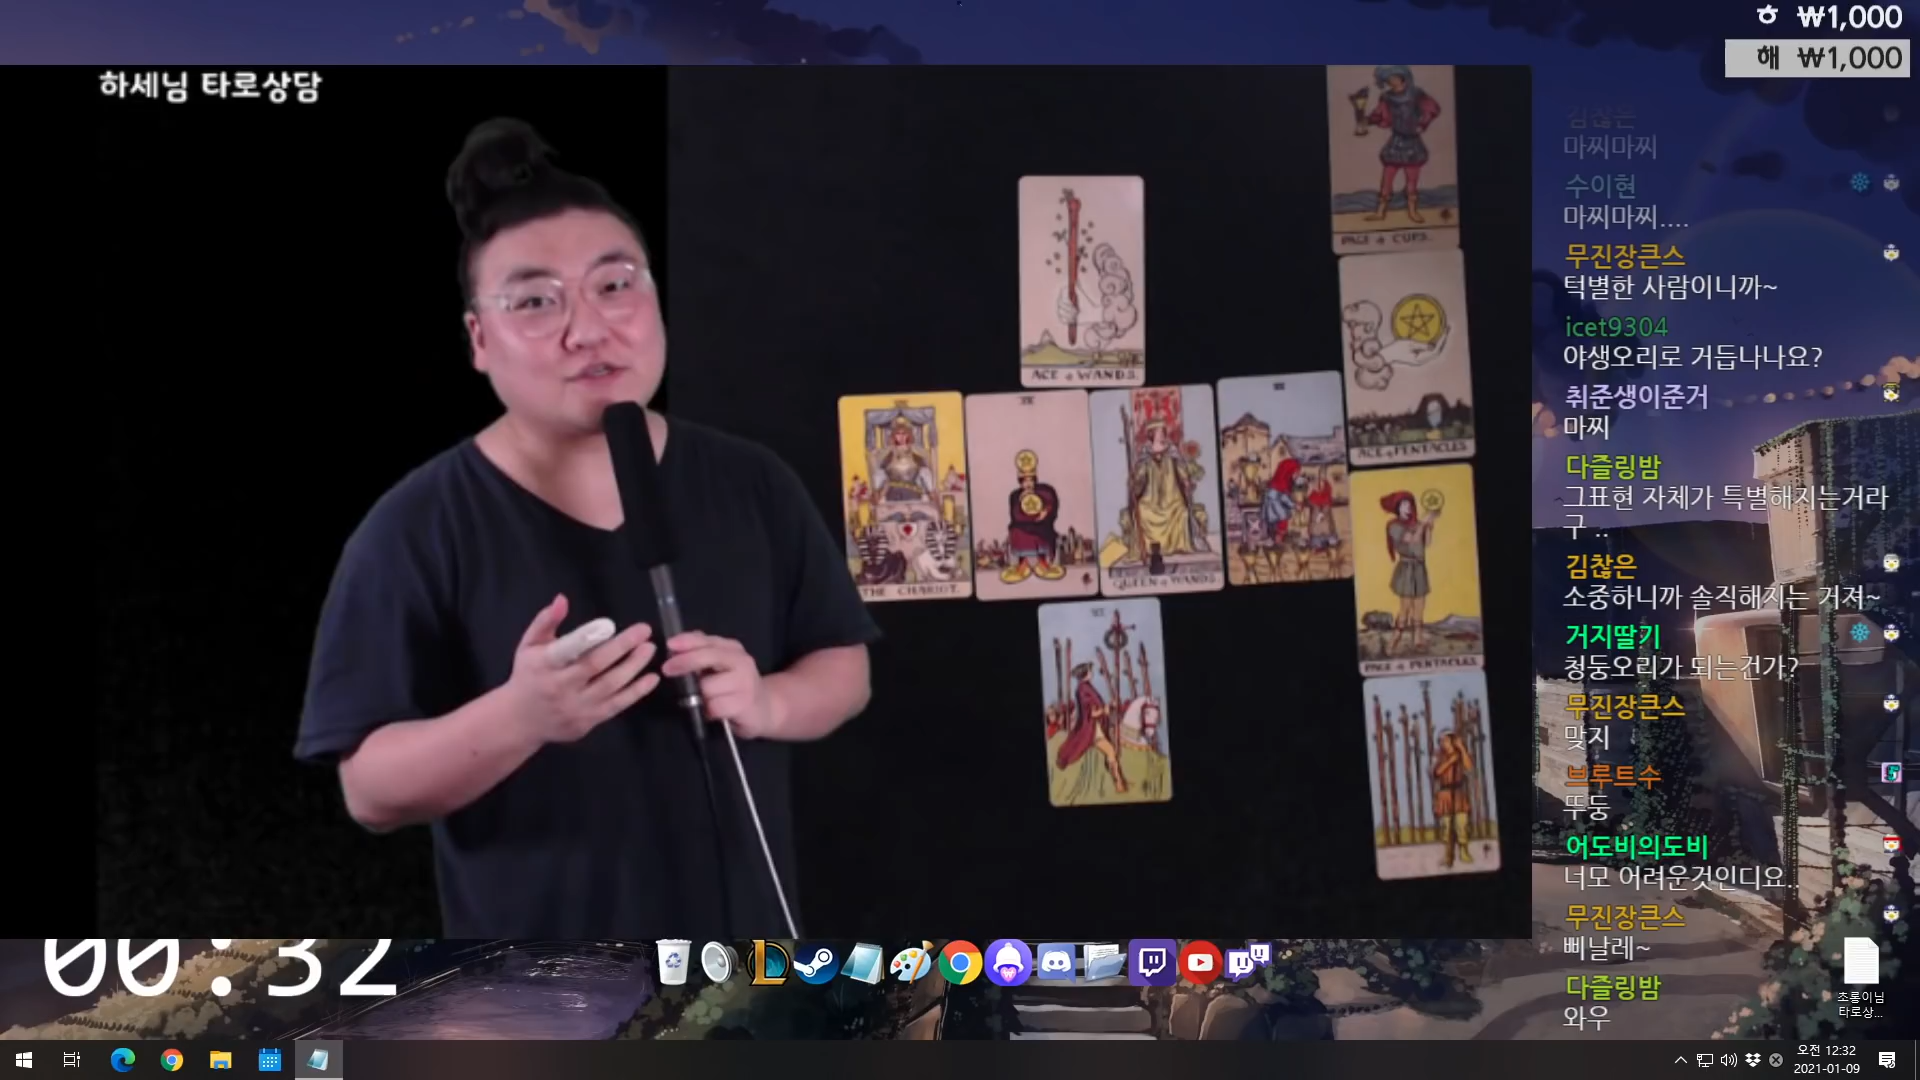 ㅎ ₩1,000
해 ₩1,000
하세님 타로상담
김찮은
마찌마찌
수이현
마찌마찌....
무진장큰스
턱별한 사람이니까~
icet9304
야생오리로 거듭나나요?
취준생이준거
마찌
다즐링밤
그표현 자체가 특별해지는거라
구 ..
김찮은
소중하니까 솔직해지는 거져~
거지딸기
청둥오리가 되는건가?
무진장큰스
맞지
브루트수
뚜둥
어도비의도비
너모 어려운것인디요..
무진장큰스
삐날레~
다즐링밤
와우
PAGE of CUPS.
ACE of WANDS.
ACE of PENTACLES.
THE CHARIOT.
QUEEN of WANDS.
PAGE of PENTACLES.
00:32
초롱이님
타로상...
오전 12:32
2021-01-09